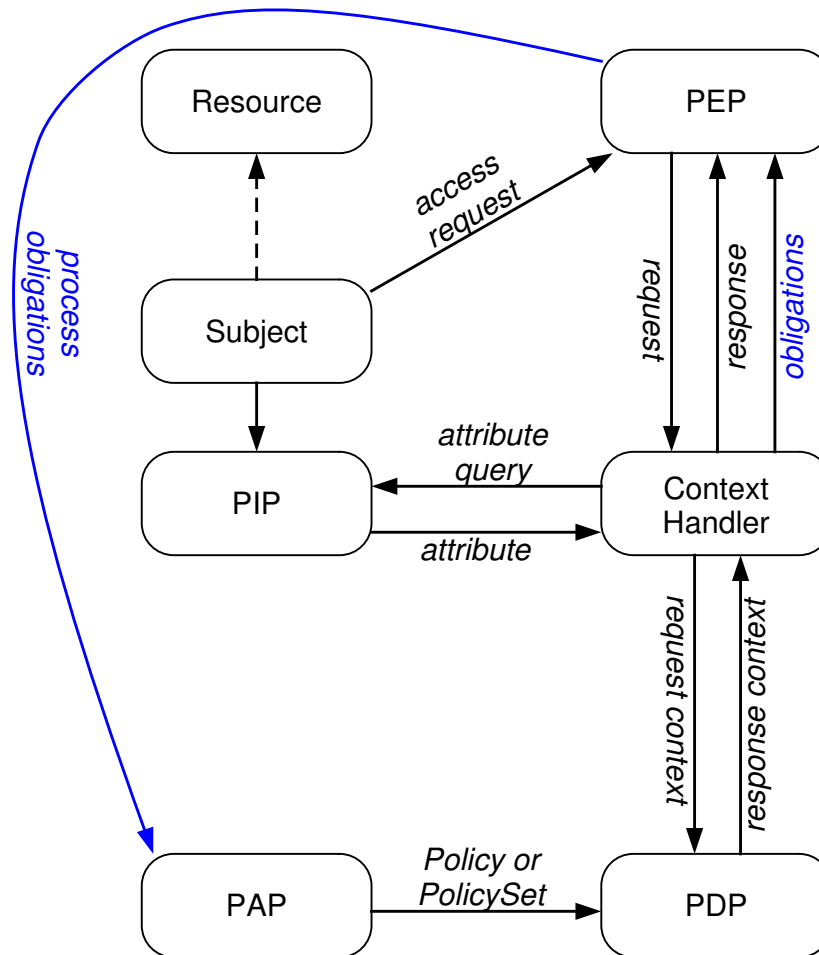 Resource
PEP
access
request
process
obligations
request
response
obligations
Subject
attribute
query
PIP
Context
Handler
attribute
request context
response context
Policy or
PolicySet
PAP
PDP